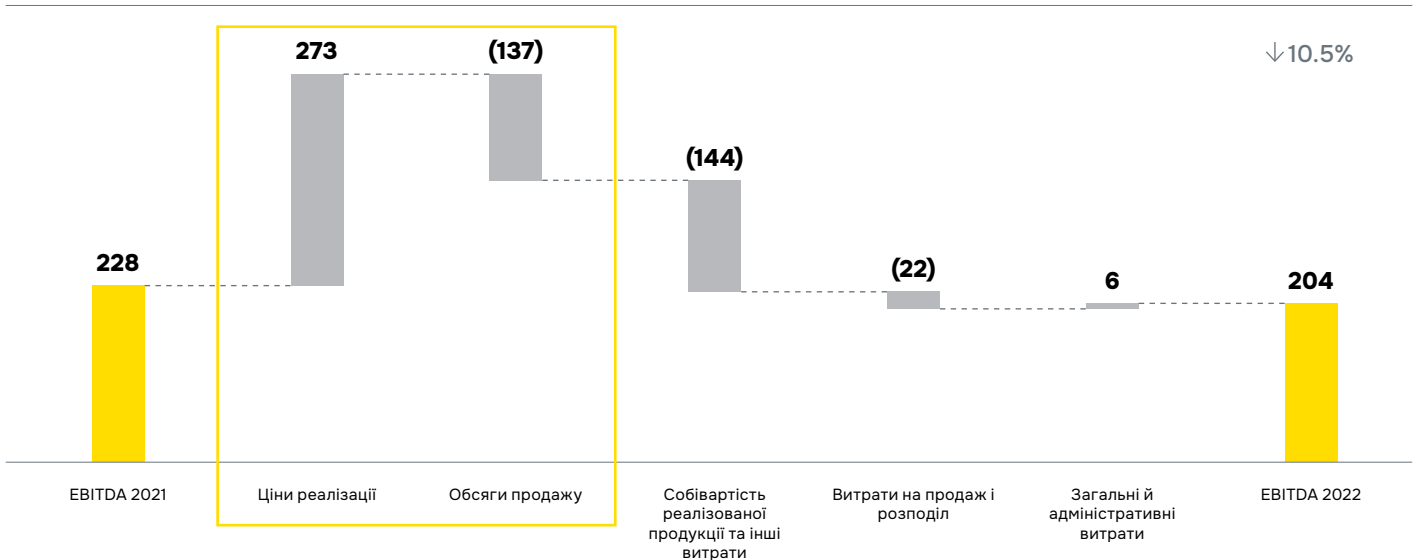 273
(137)
↓10.5%
(144)
228
(22)
6
204
EBITDA 2021
Ціни реалізації
Обсяги продажу
Собівартість
реалізованої
продукції та інші
витрати
Витрати на продаж і
розподіл
Загальні й
адміністративні
витрати
EBITDA 2022